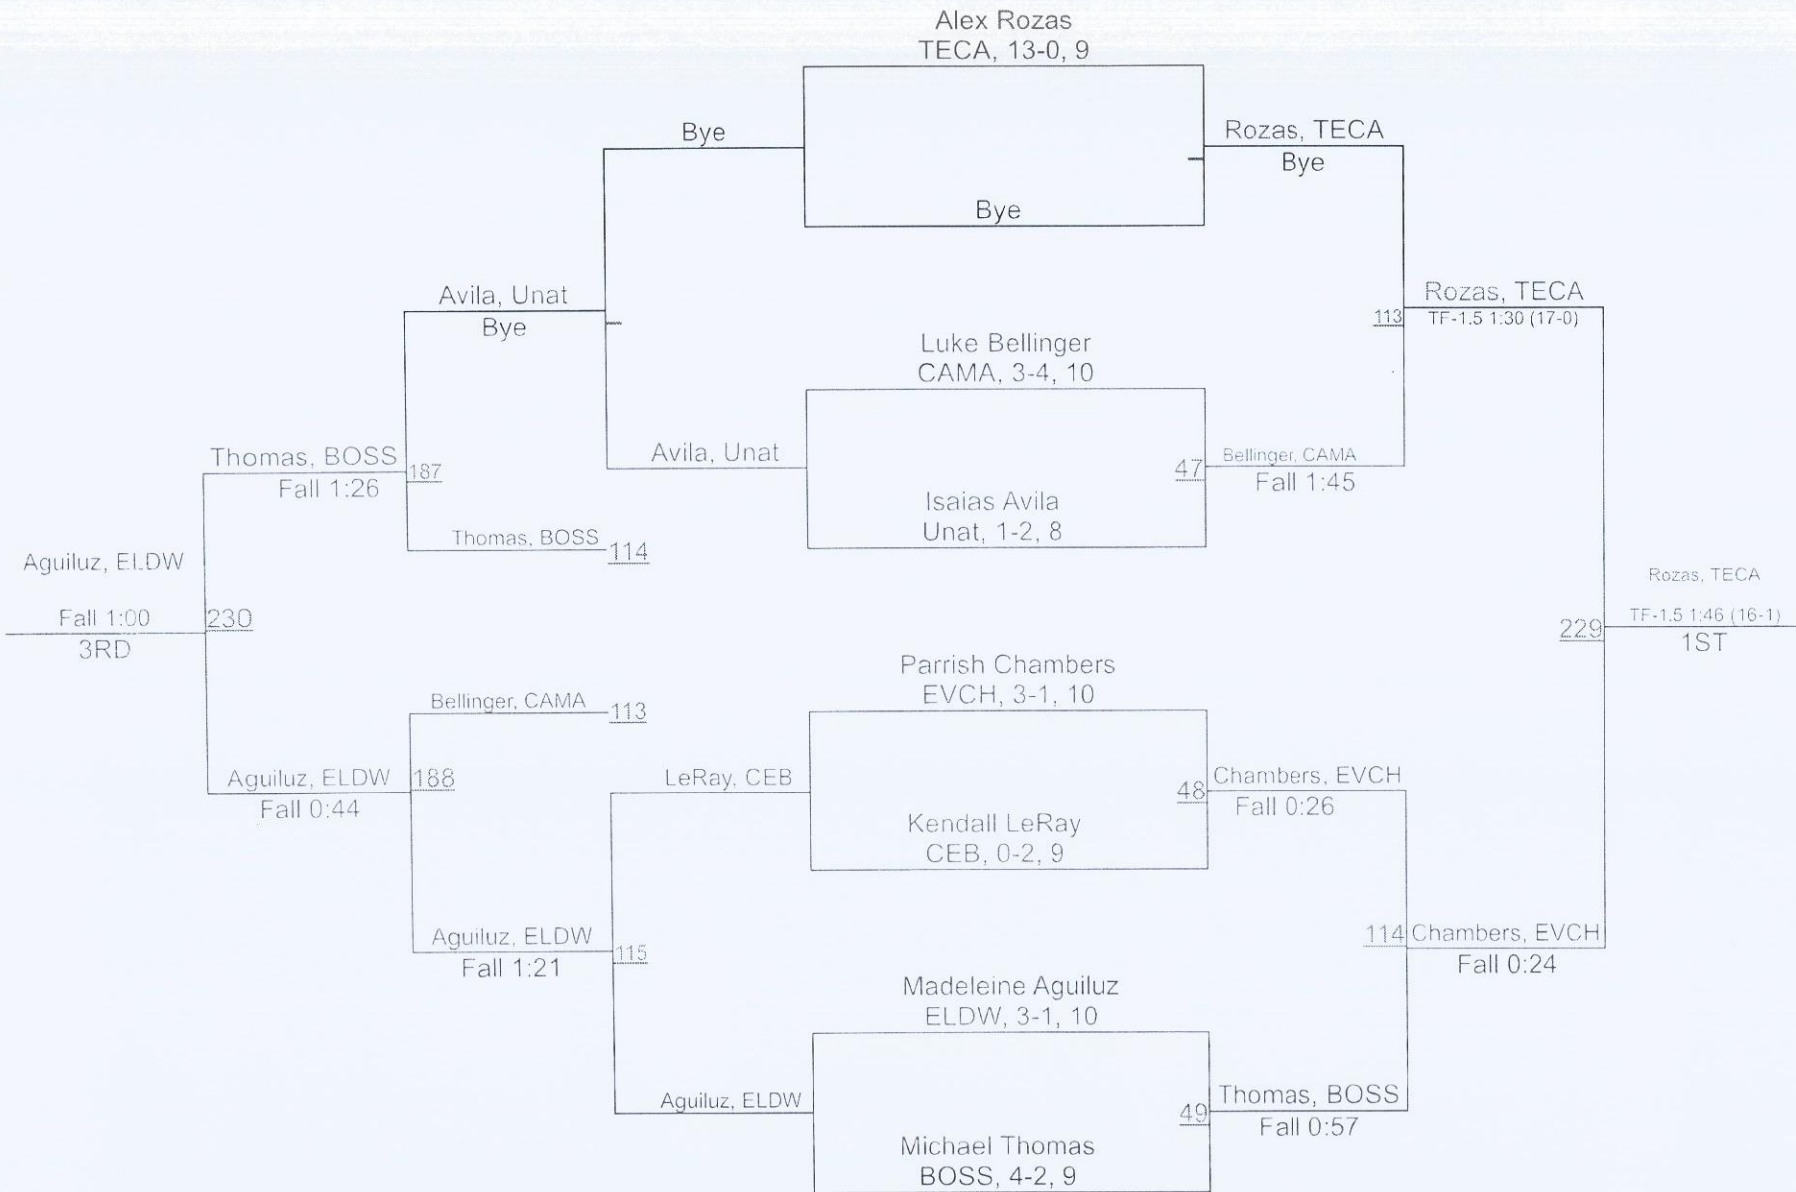 Alex Rozas
TECA, 13-0, 9
Bye
Rozas, TECA
Bye
Bye
Avila, Unat
Bye
Rozas, TECA
113
TF-1.5 1:30 (17-0)
Luke Bellinger
CAMA, 3-4, 10
Thomas, BOSS
187
Fall 1:26
Avila, Unat
47
Bellinger, CAMA
Fall 1:45
Isaias Avila
Unat, 1-2, 8
Thomas, BOSS
114
Aguiluz, ELDW
Fall 1:00
230
3RD
Rozas, TECA
TF-1.5 1:46 (16-1)
229
1ST
Parrish Chambers
EVCH, 3-1, 10
Bellinger, CAMA
113
Aguiluz, ELDW
188
Fall 0:44
LeRay, CEB
48
Chambers, EVCH
Fall 0:26
Kendall LeRay
CEB, 0-2, 9
Aguiluz, ELDW
115
Fall 1:21
114
Chambers, EVCH
Fall 0:24
Madeleine Aguiluz
ELDW, 3-1, 10
Aguiluz, ELDW
49
Thomas, BOSS
Fall 0:57
Michael Thomas
BOSS, 4-2, 9